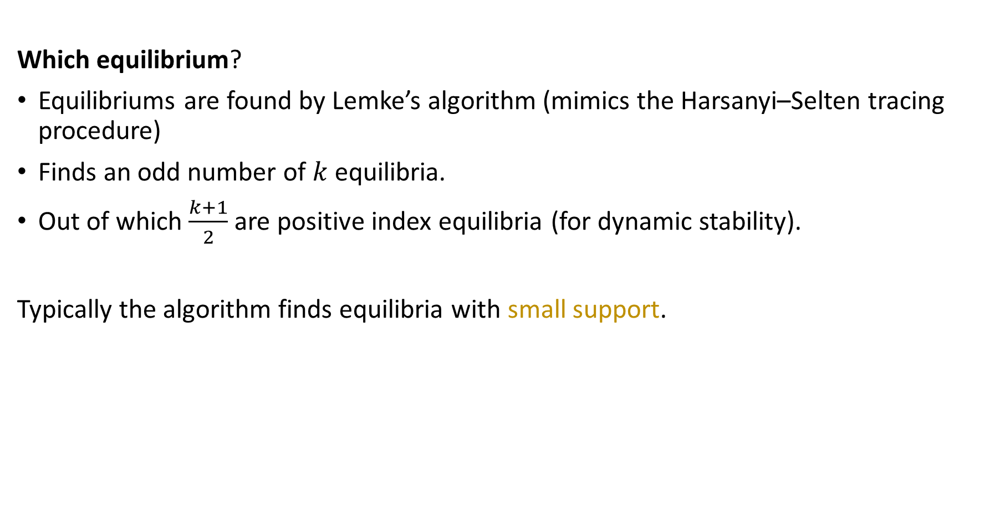 Which equilibrium?
• Equilibriums are found by Lemke’s algorithm (mimics the Harsanyi–Selten tracing
procedure)
• Finds an odd number of k equilibria.
• Out of which \frac{k+1}{2} are positive index equilibria (for dynamic stability).
Typically the algorithm finds equilibria with small support.